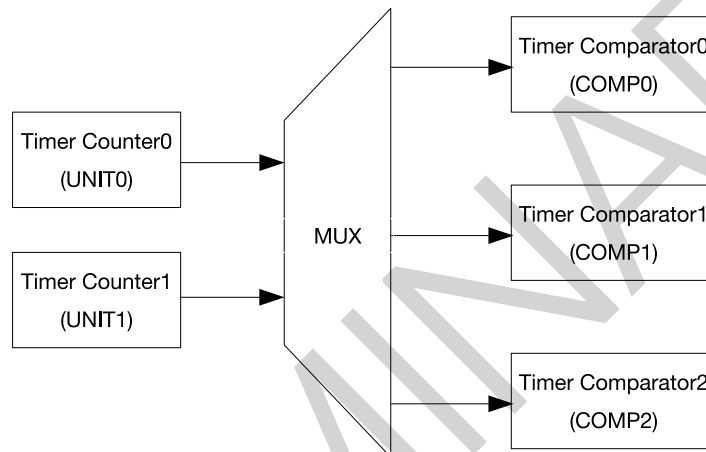 Timer Counter0
(UNIT0)
Timer Counter1
(UNIT1)
MUX
Timer Comparator0
(COMP0)
Timer Comparator1
(COMP1)
Timer Comparator2
(COMP2)